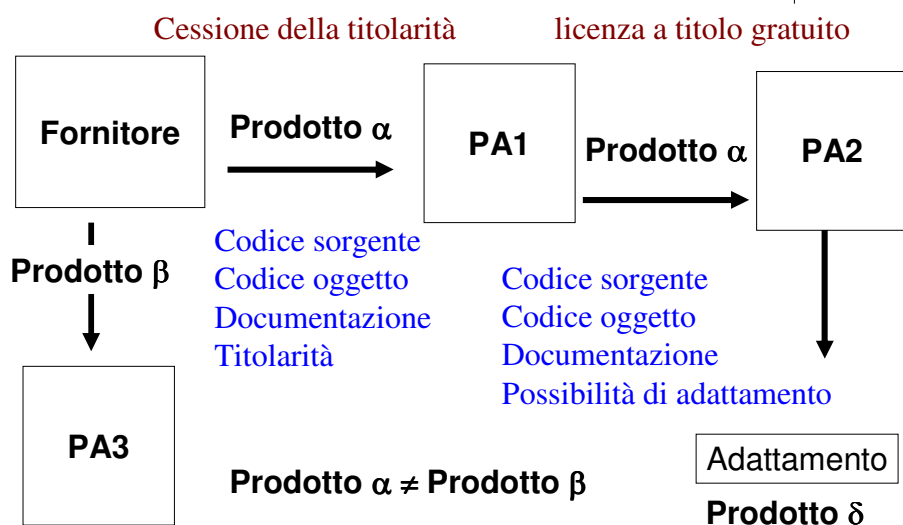 Cessione della titolarità
licenza a titolo gratuito
Fornitore
Prodotto α
PA1
Prodotto α
PA2
Codice sorgente
Codice oggetto
Documentazione
Titolarità
Prodotto β
Codice sorgente
Codice oggetto
Documentazione
Possibilità di adattamento
PA3
Prodotto α ≠ Prodotto β
Adattamento
Prodotto δ